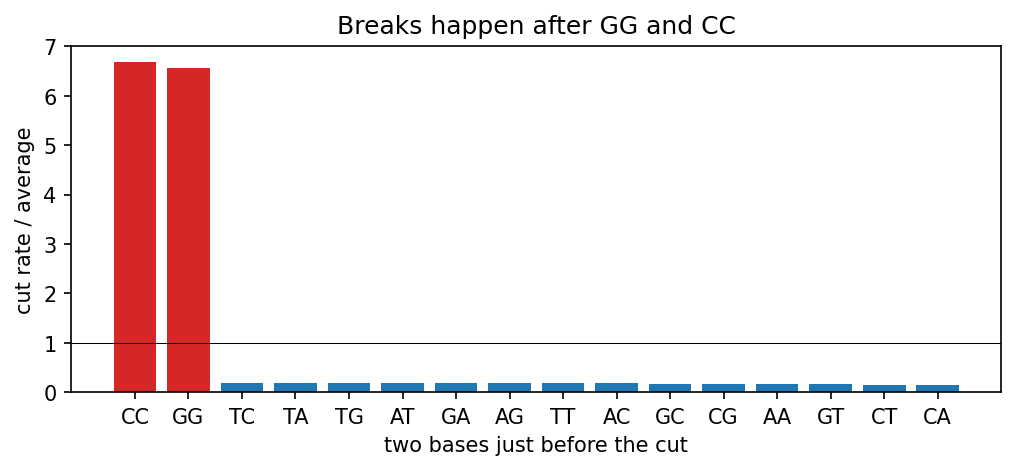 Breaks happen after GG and CC
cut rate / average
7
6
5
4
3
2
1
0
CC GG TC TA TG AT GA AG TT AC GC CG AA GT CT CA
two bases just before the cut